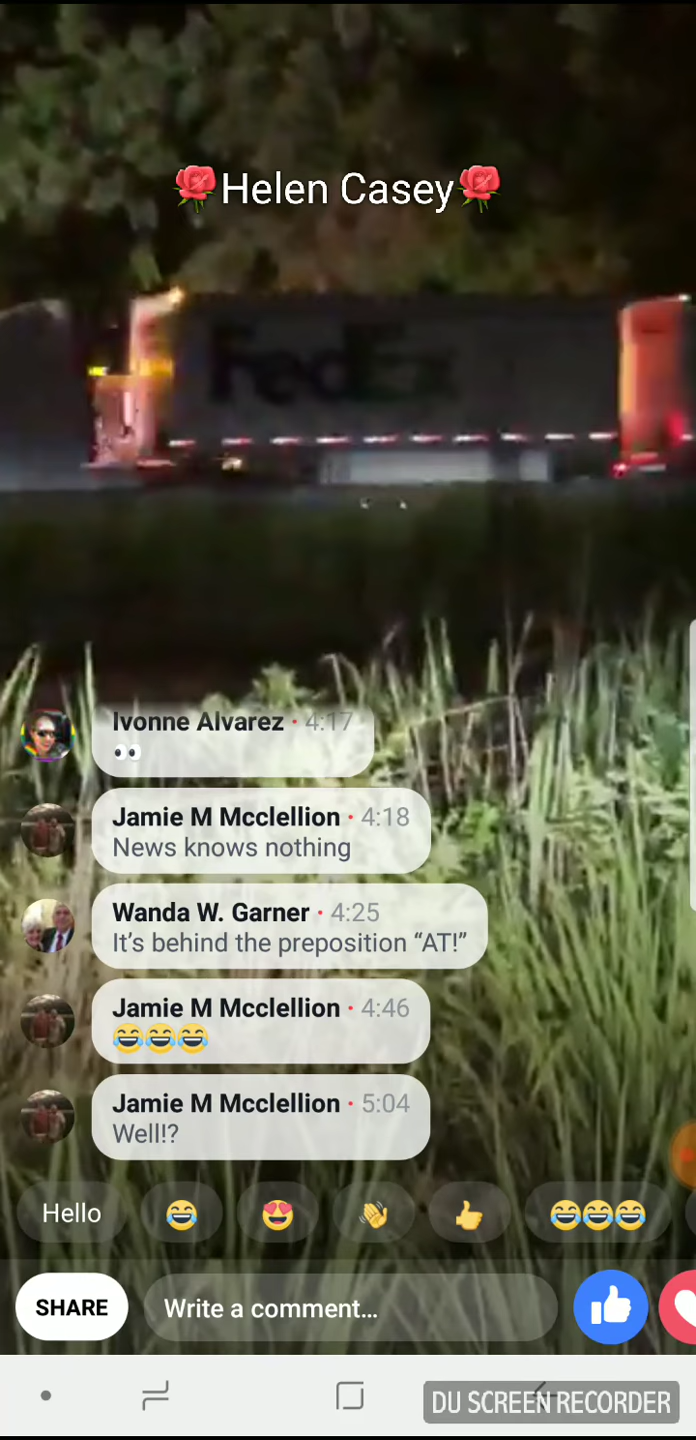 🌹Helen Casey🌹
FedEx
Ivonne Alvarez · 4:17
👀
Jamie M Mcclellion · 4:18
News knows nothing
Wanda W. Garner · 4:25
It’s behind the preposition “AT!”
Jamie M Mcclellion · 4:46
😂😂😂
Jamie M Mcclellion · 5:04
Well!?
Hello 😂 😍 👋 👍 😂😂😂
SHARE Write a comment…
DU SCREEN RECORDER